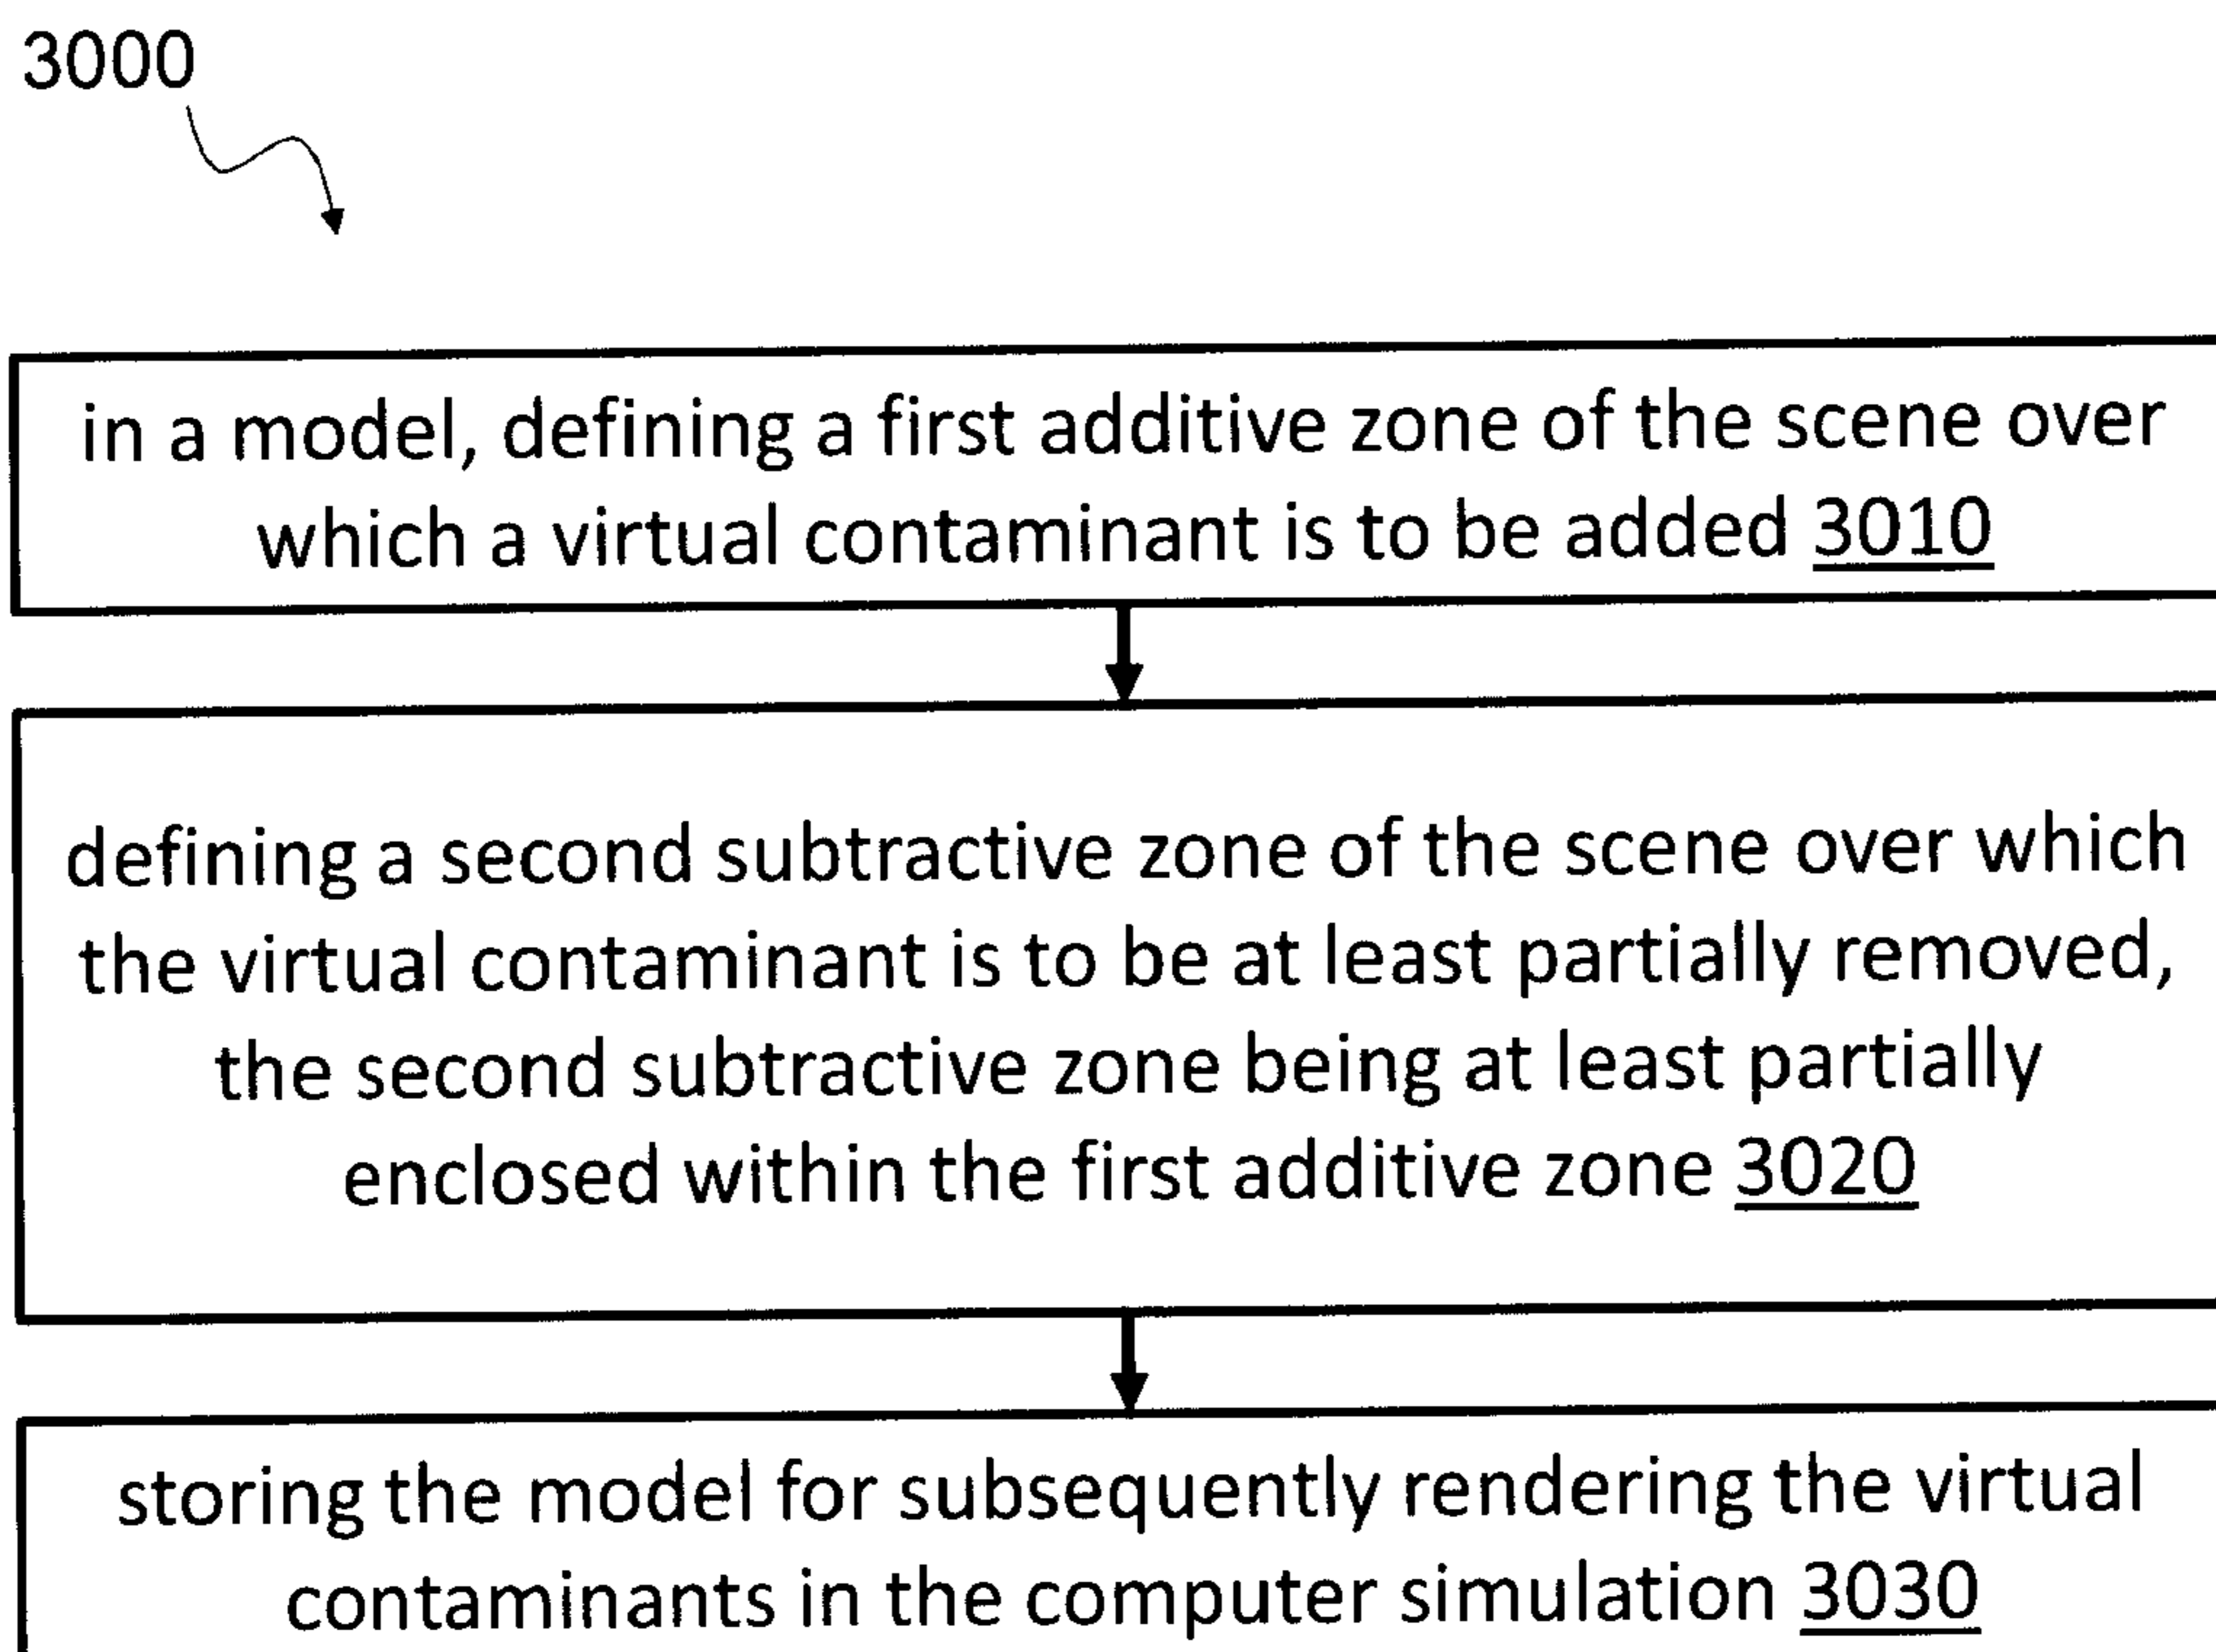 3000
in a model, defining a first additive zone of the scene over
which a virtual contaminant is to be added 3010
defining a second subtractive zone of the scene over which
the virtual contaminant is to be at least partially removed,
the second subtractive zone being at least partially
enclosed within the first additive zone 3020
storing the model for subsequently rendering the virtual
contaminants in the computer simulation 3030